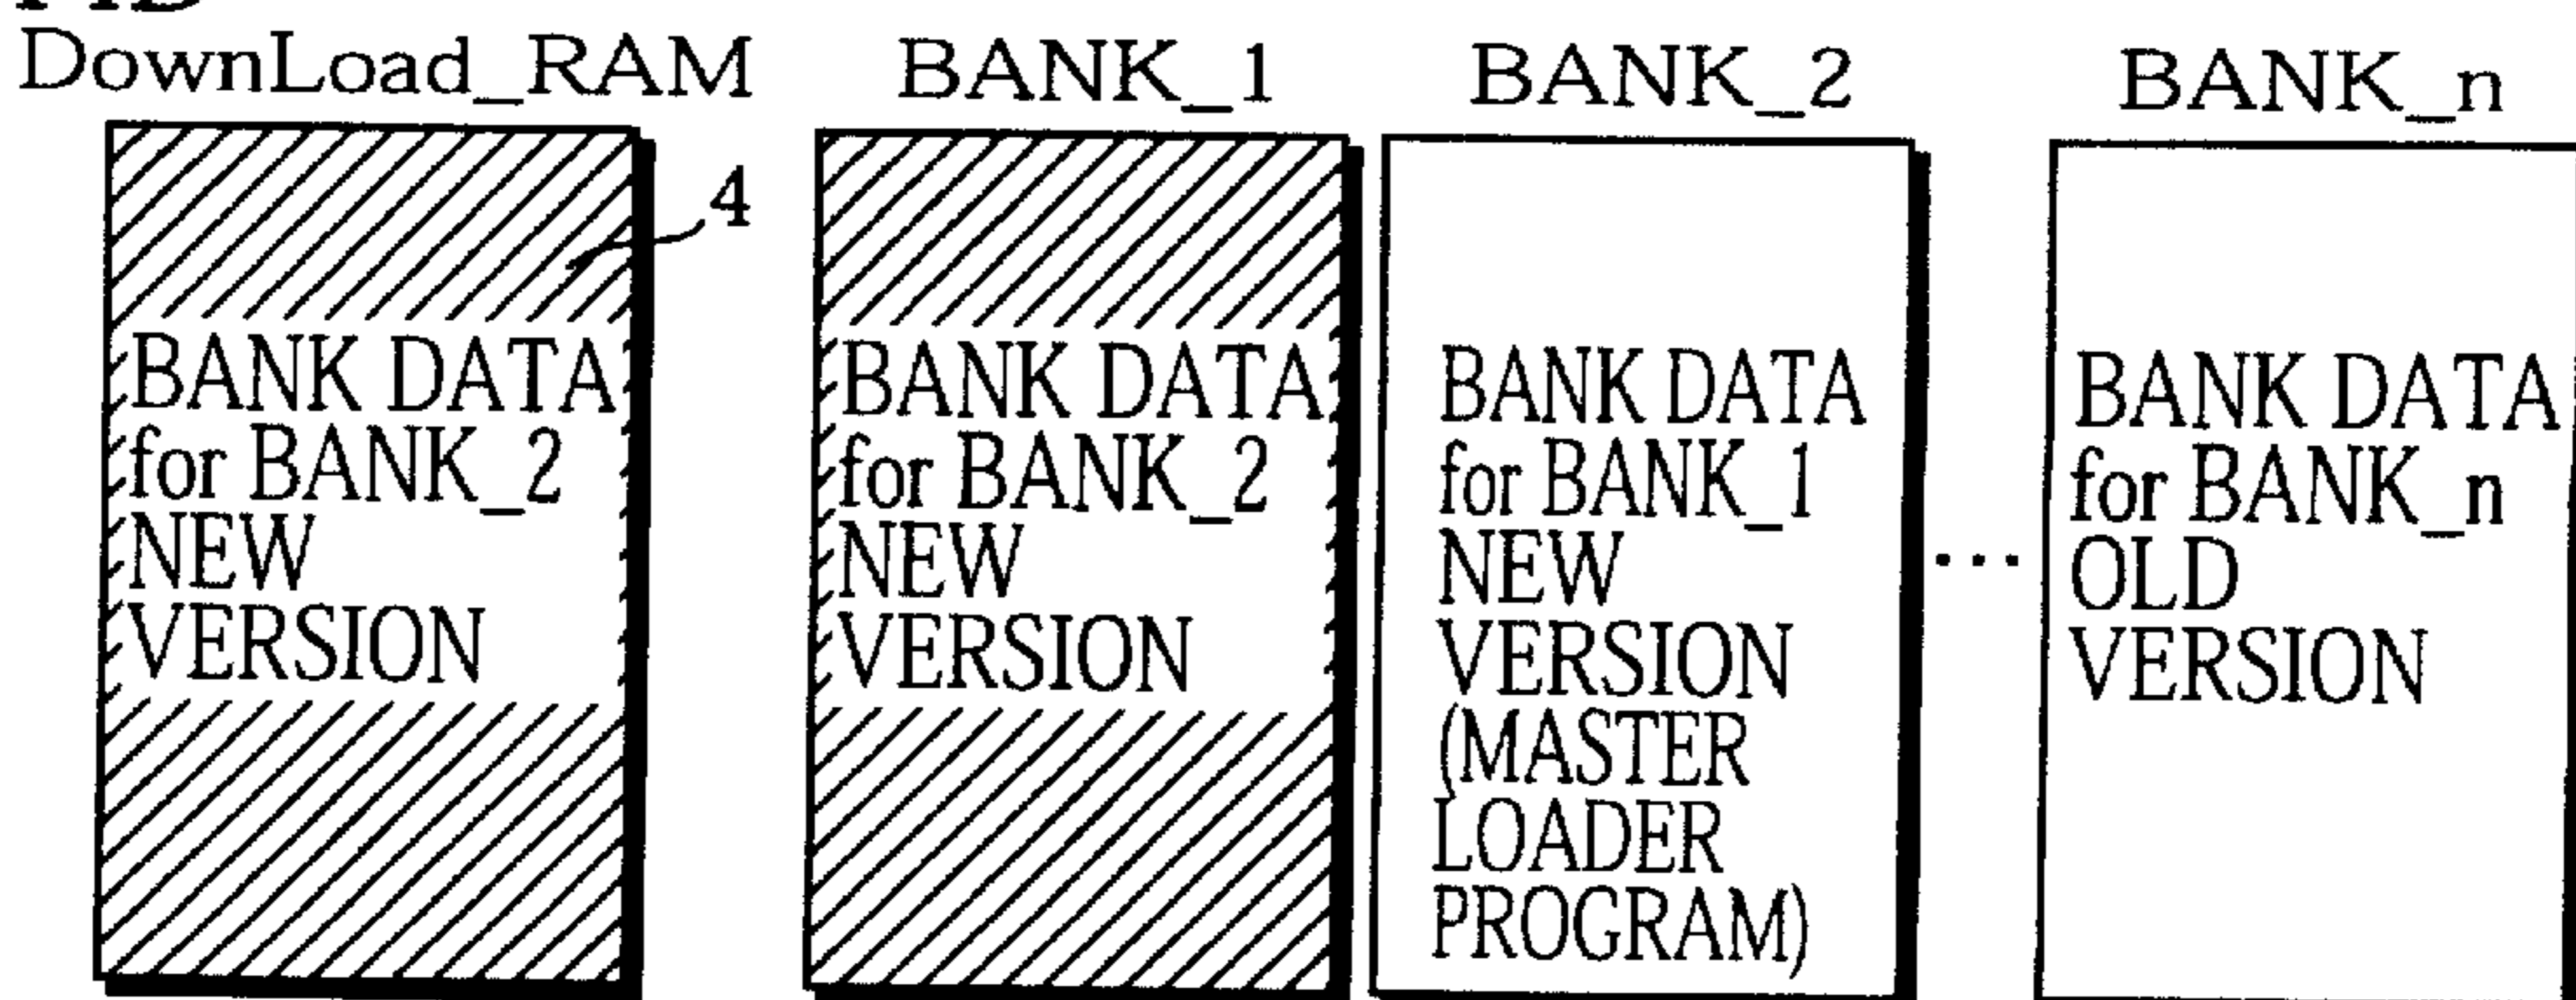 DownLoad_RAM
BANK_1
BANK_2
BANK_n
4
BANK DATA
for BANK_2
NEW
VERSION
BANK DATA
for BANK_2
NEW
VERSION
BANK DATA
for BANK_1
NEW
VERSION
(MASTER
LOADER
PROGRAM)
...
BANK DATA
for BANK_n
OLD
VERSION